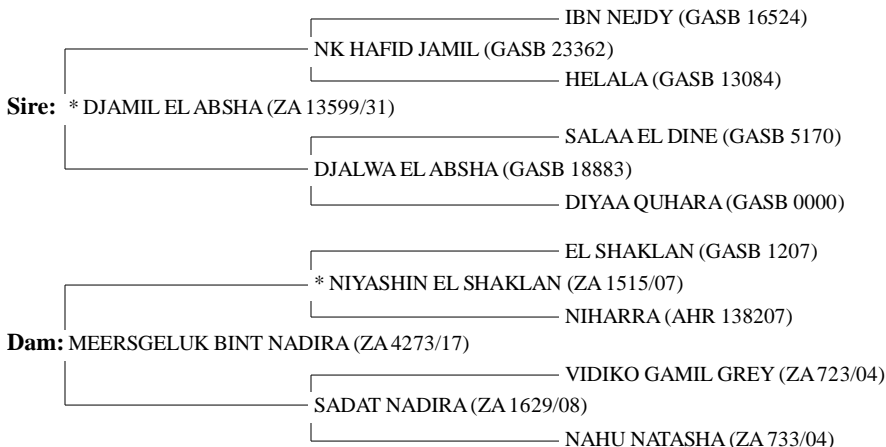 IBN NEJDY (GASB 16524)
NK HAFID JAMIL (GASB 23362)
HELALA (GASB 13084)
Sire: * DJAMIL EL ABSHA (ZA 13599/31)
SALAA EL DINE (GASB 5170)
DJALWA EL ABSHA (GASB 18883)
DIYAA QUHARA (GASB 0000)
EL SHAKLAN (GASB 1207)
* NIYASHIN EL SHAKLAN (ZA 1515/07)
NIHARRA (AHR 138207)
Dam: MEERSGELUK BINT NADIRA (ZA 4273/17)
VIDIKO GAMIL GREY (ZA 723/04)
SADAT NADIRA (ZA 1629/08)
NAHU NATASHA (ZA 733/04)